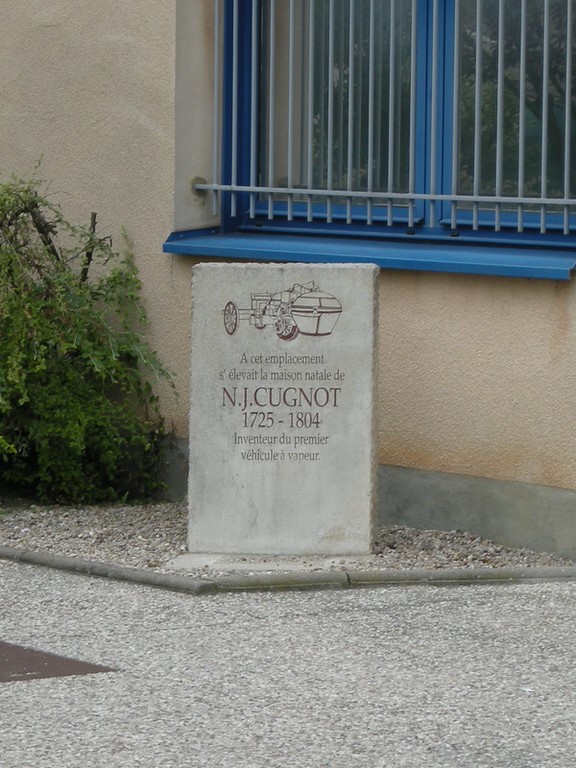 A cet emplacement
s' élevait la maison natale de
N.J.CUGNOT
1725 - 1804
Inventeur du premier
véhicule à vapeur.